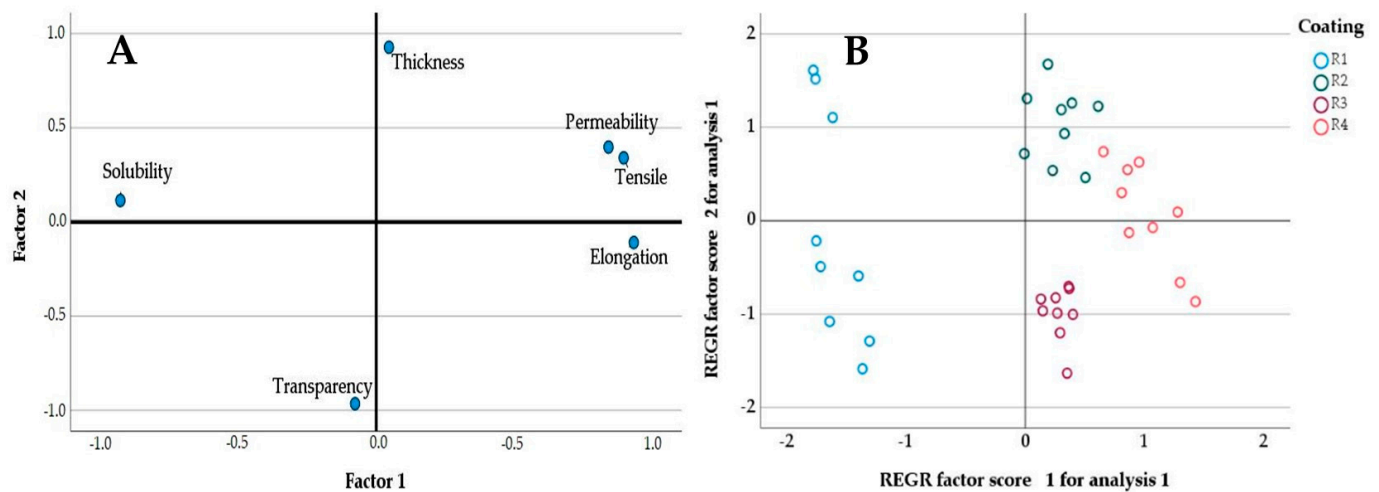 A
1.0
0.5
0.0
-0.5
-1.0
Thickness
Permeability
Tensile
Solubility
Elongation
Transparency
-1.0
-0.5
0.0
-0.5
1.0
Factor 2
Factor 1
B
2
1
0
-1
-2
-2
-1
0
1
2
REGR factor score 2 for analysis 1
REGR factor score 1 for analysis 1
Coating
R1
R2
R3
R4